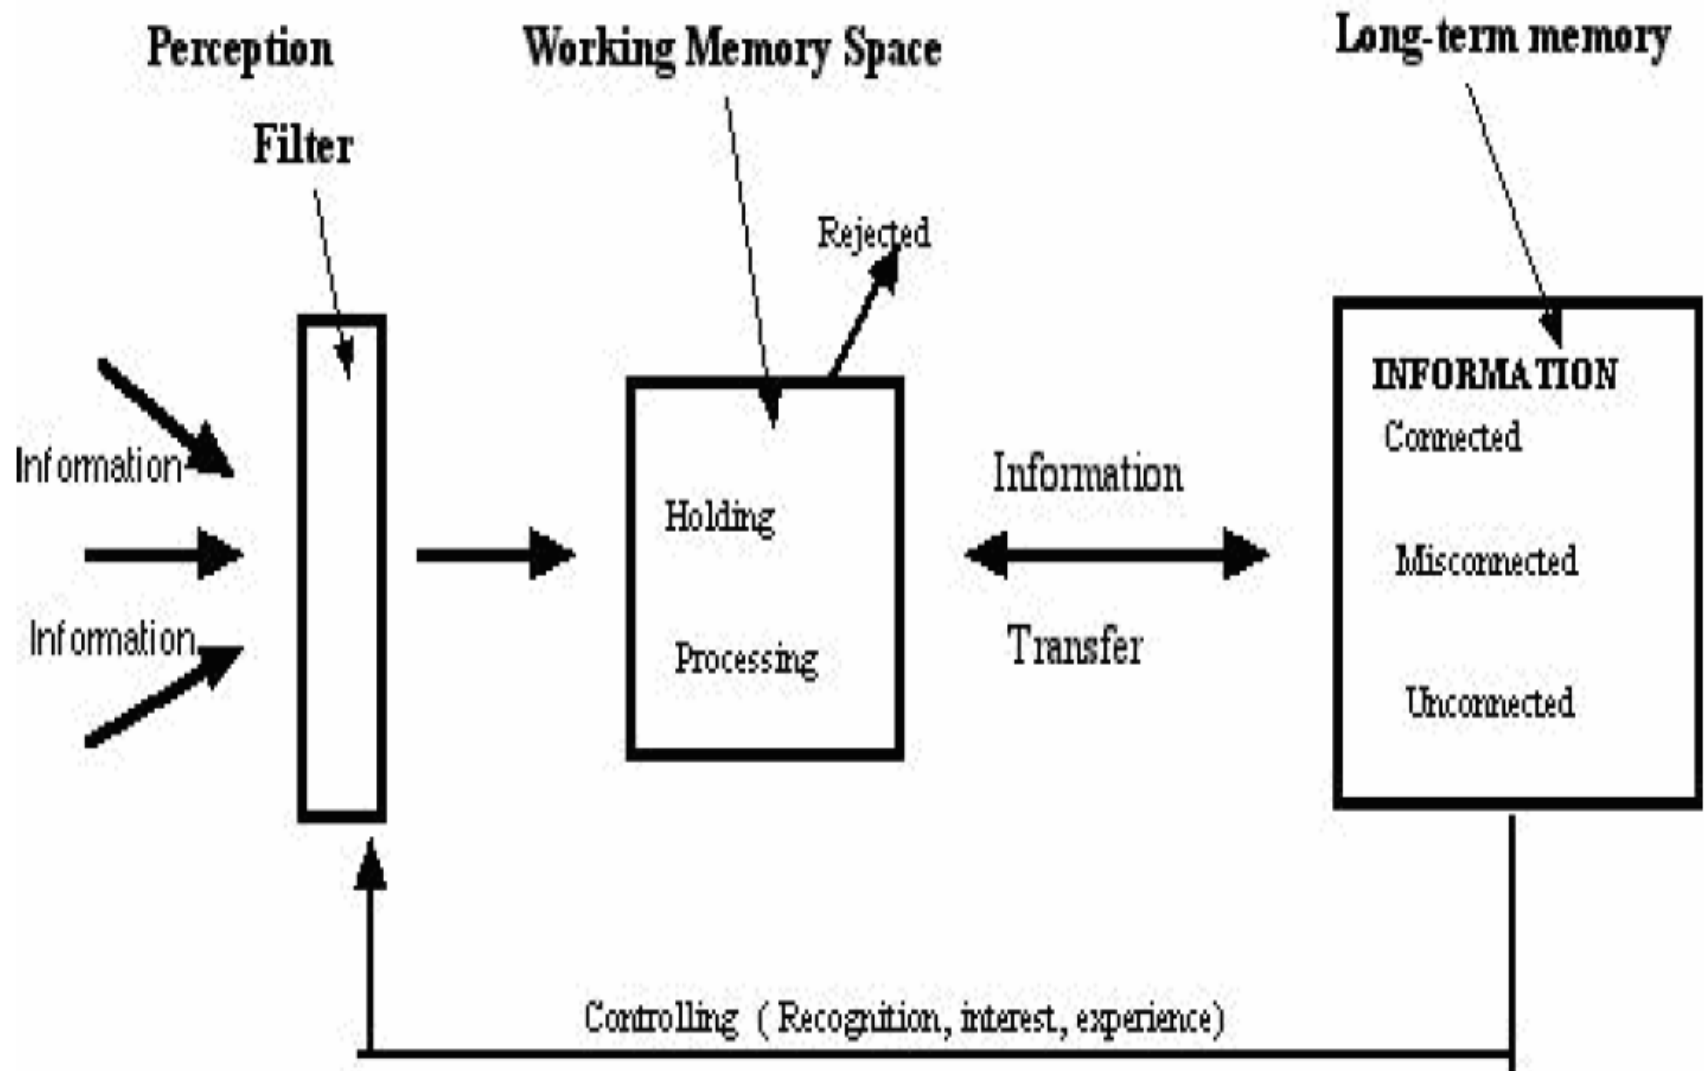 Perception
Filter
Working Memory Space
Long-term memory
Rejected
Information
Information
Holding
Processing
Information
Transfer
INFORMATION
Connected
Misconnected
Unconnected
Controlling ( Recognition, interest, experience)